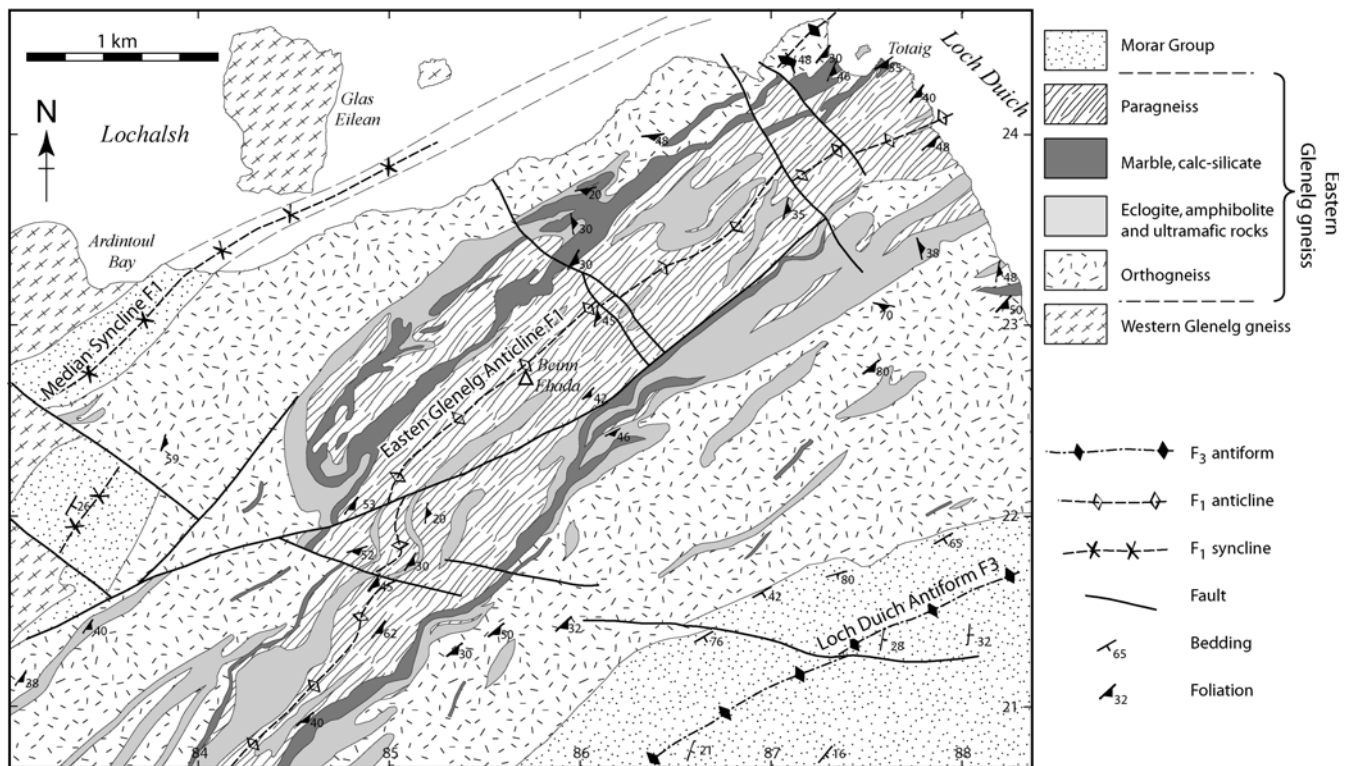 1 km
N
Lochalsh
Glas
Eilean
Ardintoul
Bay
Totaig
Loch Duich
Median Syncline F1
Easten Glenelg Anticline F1
Beinn
Fhada
Loch Duich Antiform F3
48
30
46
35
40
48
48
20
30
30
35
38
48
50
70
80
45
42
46
59
26
53
20
52
30
45
62
50
32
30
40
40
38
65
80
42
76
28
32
21
16
24
23
22
21
84
85
86
87
88
Morar Group
Paragneiss
Marble, calc-silicate
Eclogite, amphibolite
and ultramafic rocks
Orthogneiss
Western Glenelg gneiss
Eastern
Glenelg gneiss
F3 antiform
F1 anticline
F1 syncline
Fault
Bedding
65
Foliation
32